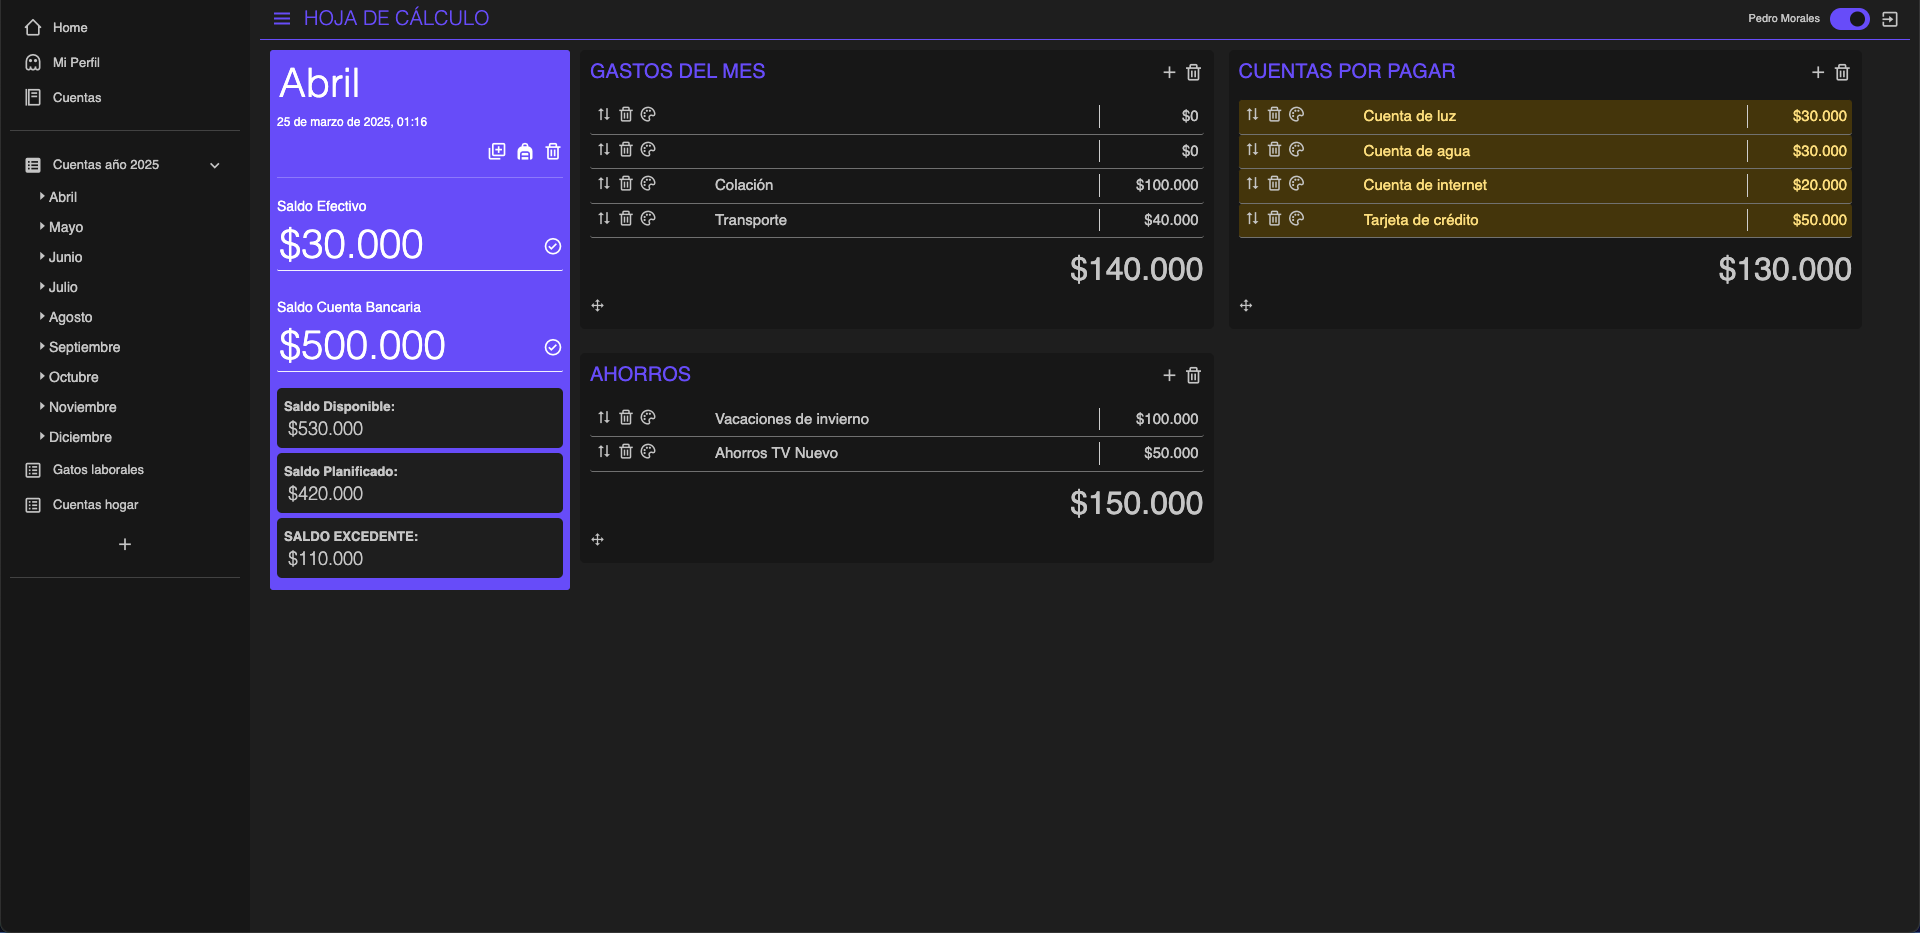 Home
Mi Perfil
Cuentas
Cuentas año 2025
Abril
Mayo
Junio
Julio
Agosto
Septiembre
Octubre
Noviembre
Diciembre
Gatos laborales
Cuentas hogar
HOJA DE CÁLCULO
Pedro Morales
Abril
25 de marzo de 2025, 01:16
Saldo Efectivo
$30.000
Saldo Cuenta Bancaria
$500.000
Saldo Disponible:
$530.000
Saldo Planificado:
$420.000
SALDO EXCEDENTE:
$110.000
GASTOS DEL MES
$0
$0
Colación $100.000
Transporte $40.000
$140.000
CUENTAS POR PAGAR
Cuenta de luz $30.000
Cuenta de agua $30.000
Cuenta de internet $20.000
Tarjeta de crédito $50.000
$130.000
AHORROS
Vacaciones de invierno $100.000
Ahorros TV Nuevo $50.000
$150.000